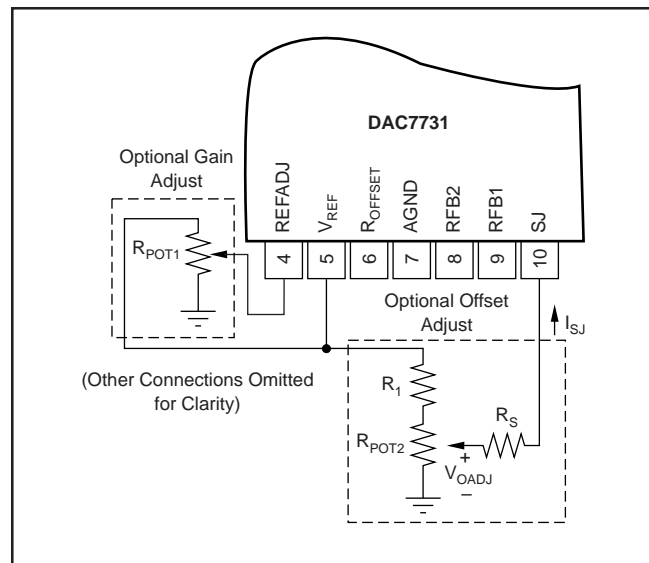 DAC7731
Optional Gain
Adjust
REFADJ
VREF
ROFFSET
AGND
RFB2
RFB1
SJ
4
5
6
7
8
9
10
RPOT1
Optional Offset
Adjust
ISJ
(Other Connections Omitted
for Clarity)
R1
RS
RPOT2
+
VOADJ
–